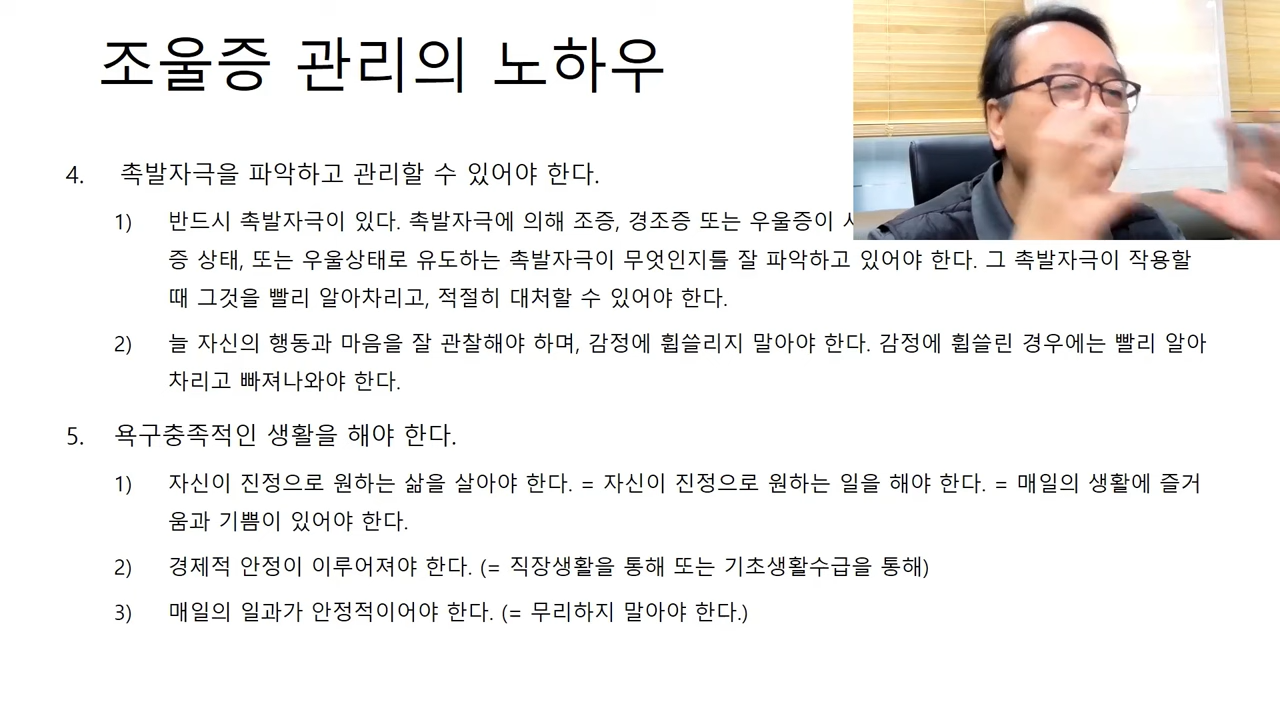 조울증 관리의 노하우
4. 촉발자극을 파악하고 관리할 수 있어야 한다.
1) 반드시 촉발자극이 있다. 촉발자극에 의해 조증, 경조증 또는 우울증이
증 상태, 또는 우울상태로 유도하는 촉발자극이 무엇인지를 잘 파악하고 있어야 한다. 그 촉발자극이 작용할
때 그것을 빨리 알아차리고, 적절히 대처할 수 있어야 한다.
2) 늘 자신의 행동과 마음을 잘 관찰해야 하며, 감정에 휩쓸리지 말아야 한다. 감정에 휩쓸린 경우에는 빨리 알아
차리고 빠져나와야 한다.
5. 욕구충족적인 생활을 해야 한다.
1) 자신이 진정으로 원하는 삶을 살아야 한다. = 자신이 진정으로 원하는 일을 해야 한다. = 매일의 생활에 즐거
움과 기쁨이 있어야 한다.
2) 경제적 안정이 이루어져야 한다. (= 직장생활을 통해 또는 기초생활수급을 통해)
3) 매일의 일과가 안정적이어야 한다. (= 무리하지 말아야 한다.)